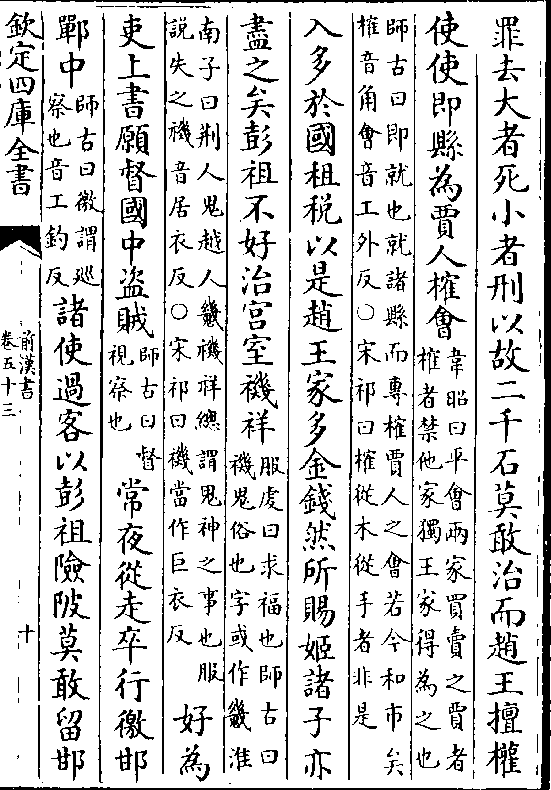 罪去大者死小者刑以故二千石莫敢治而趙王擅權
使使即縣為賈人榷會韋昭曰平會兩家買賣之賈者
榷者禁他家獨王家得為之也
師古曰即就也就諸縣而專榷賈人之會若今和市矣
榷音角會音工外反○宋祁曰榷從木從手者非是
入多於國租税以是趙王家多金錢然所賜姬諸子亦
盡之矣彭祖不好治宫室禨祥服虔曰求福也師古曰
禨鬼俗也字或作䘑淮
南子曰荆人鬼越人䘑禨祥總謂鬼神之事也服
説失之禨音居衣反○宋祁曰禨當作巨衣反
好為
吏上書願督國中盜賊師古曰督
視察也
常夜從走卒行徼邯
鄲中師古曰徼謂廵
察也音工釣反
諸使過客以彭祖險陂莫敢留邯
欽定四庫全書
前漢書
卷五十三
十